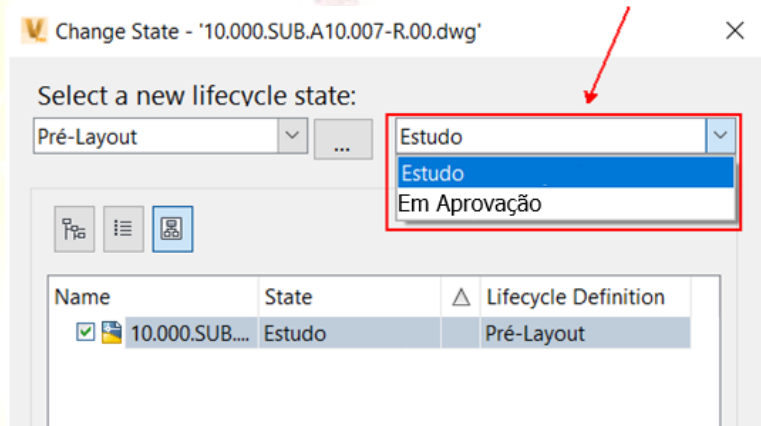 Change State - '10.000.SUB.A10.007-R.00.dwg'
Select a new lifecycle state:
Pré-Layout
...
Estudo
Estudo
Em Aprovação
Name State Lifecycle Definition
10.000.SUB.... Estudo Pré-Layout